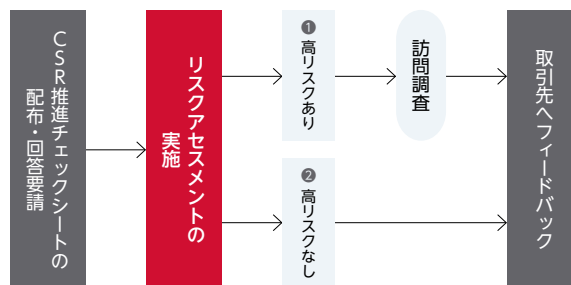 CSR推進チェックシートの
配布・回答要請
リスクアセスメントの
実施
❶
高リスクあり
訪問調査
❷
高リスクなし
取引先へフィードバック